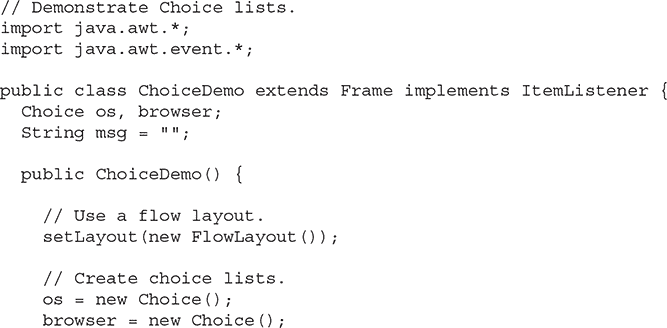 // Demonstrate Choice lists.
import java.awt.*;
import java.awt.event.*;

public class ChoiceDemo extends Frame implements ItemListener {
  Choice os, browser;
  String msg = "";

  public ChoiceDemo() {

    // Use a flow layout.
    setLayout(new FlowLayout());

    // Create choice lists.
    os = new Choice();
    browser = new Choice();